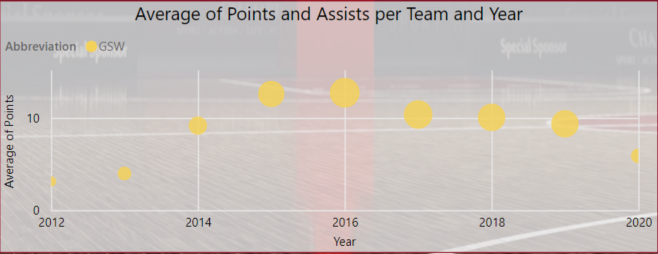 Average of Points and Assists per Team and Year
Abbreviation GSW
Special Sponsor
Special Sponsor
CHA
Average of Points
10
0
2012 2014 2016 2018 2020
Year